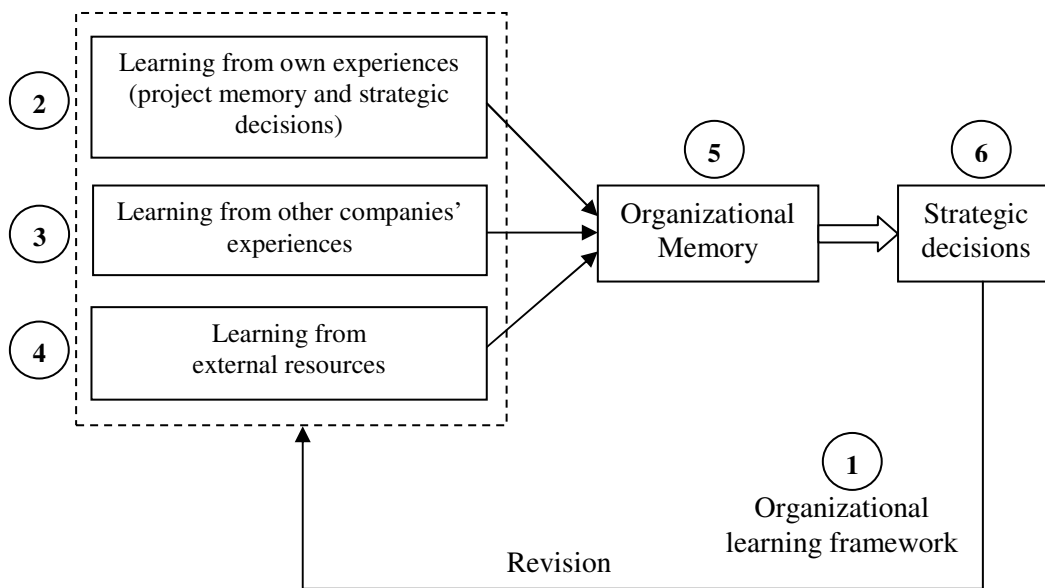 2
Learning from own experiences
(project memory and strategic
decisions)
3
Learning from other companies’
experiences
4
Learning from
external resources
5
Organizational
Memory
6
Strategic
decisions
1
Organizational
learning framework
Revision